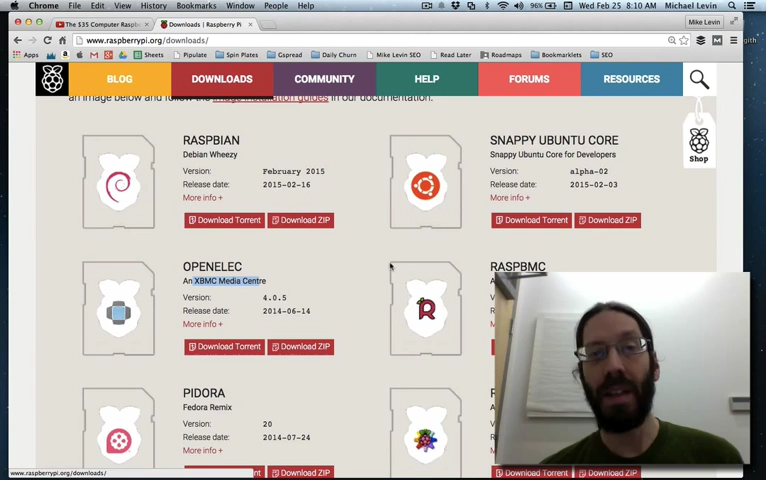 Chrome File Edit View History Bookmarks Window People Help 96% Wed Feb 25 8:10 AM Michael Levin
The $35 Computer Raspb
Downloads | Raspberry Pi
Mike Levin
www.raspberrypi.org/downloads/
Apps Sheets Pipulate Spin Plates Gspread Daily Churn Mike Levin SEO Read Later Roadmaps Bookmarklets SEO
gith
BLOG DOWNLOADS COMMUNITY HELP FORUMS RESOURCES
an image below and follow the image installation guides in our documentation.
Shop
RASPBIAN
Debian Wheezy
Version: February 2015
Release date: 2015-02-16
More info +
Download Torrent Download ZIP
SNAPPY UBUNTU CORE
Snappy Ubuntu Core for Developers
Version: alpha-02
Release date: 2015-02-03
More info +
Download Torrent Download ZIP
OPENELEC
An XBMC Media Centre
Version: 4.0.5
Release date: 2014-06-14
More info +
Download Torrent Download ZIP
RASPBMC
PIDORA
Fedora Remix
Version: 20
Release date: 2014-07-24
More info +
Download Torrent Download ZIP
www.raspberrypi.org/downloads/